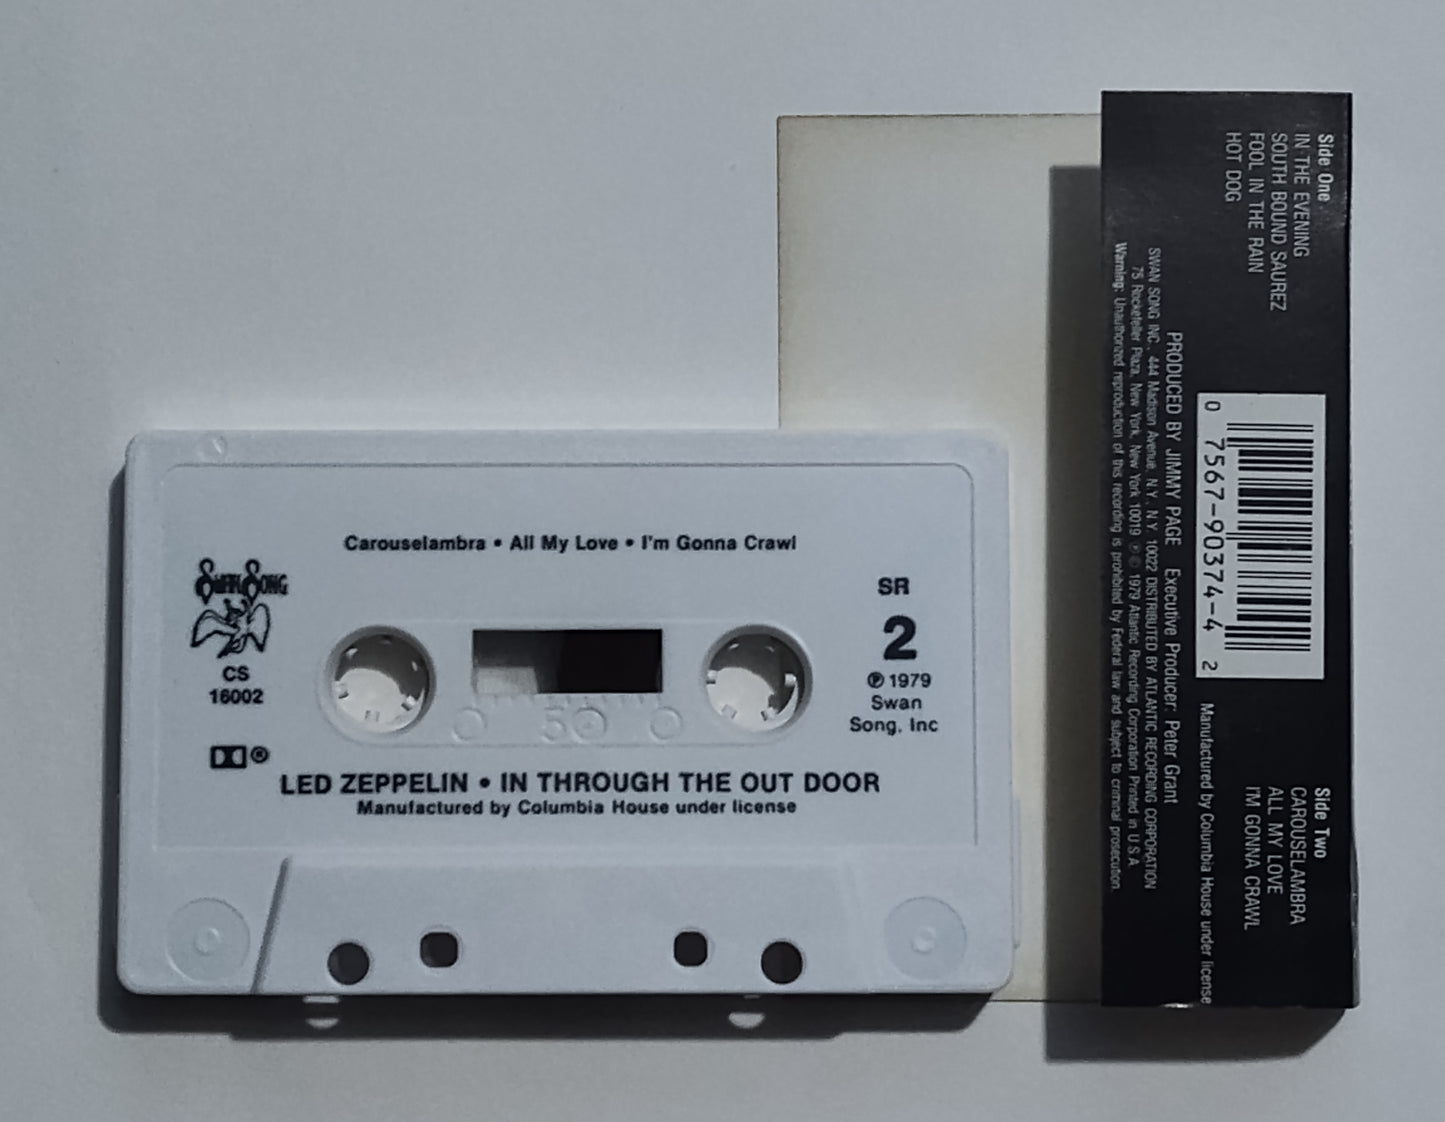 Carouselambra • All My Love • I'm Gonna Crawl
SWAN SONG
CS
16002
SR
2
℗ 1979
Swan
Song, Inc
50
LED ZEPPELIN • IN THROUGH THE OUT DOOR
Manufactured by Columbia House under license
Side One
IN THE EVENING
SOUTH BOUND SAUREZ
FOOL IN THE RAIN
HOT DOG
0 7567-90374-4 2
Side Two
CAROUSELAMBRA
ALL MY LOVE
I'M GONNA CRAWL
Manufactured by Columbia House under license
PRODUCED BY JIMMY PAGE Executive Producer: Peter Grant
SWAN SONG INC., 444 Madison Avenue, N.Y., N.Y. 10022 DISTRIBUTED BY ATLANTIC RECORDING CORPORATION
75 Rockefeller Plaza, New York, New York 10019 ℗ © 1979 Atlantic Recording Corporation Printed in U.S.A.
Warning: Unauthorized reproduction of this recording is prohibited by Federal law and subject to criminal prosecution.